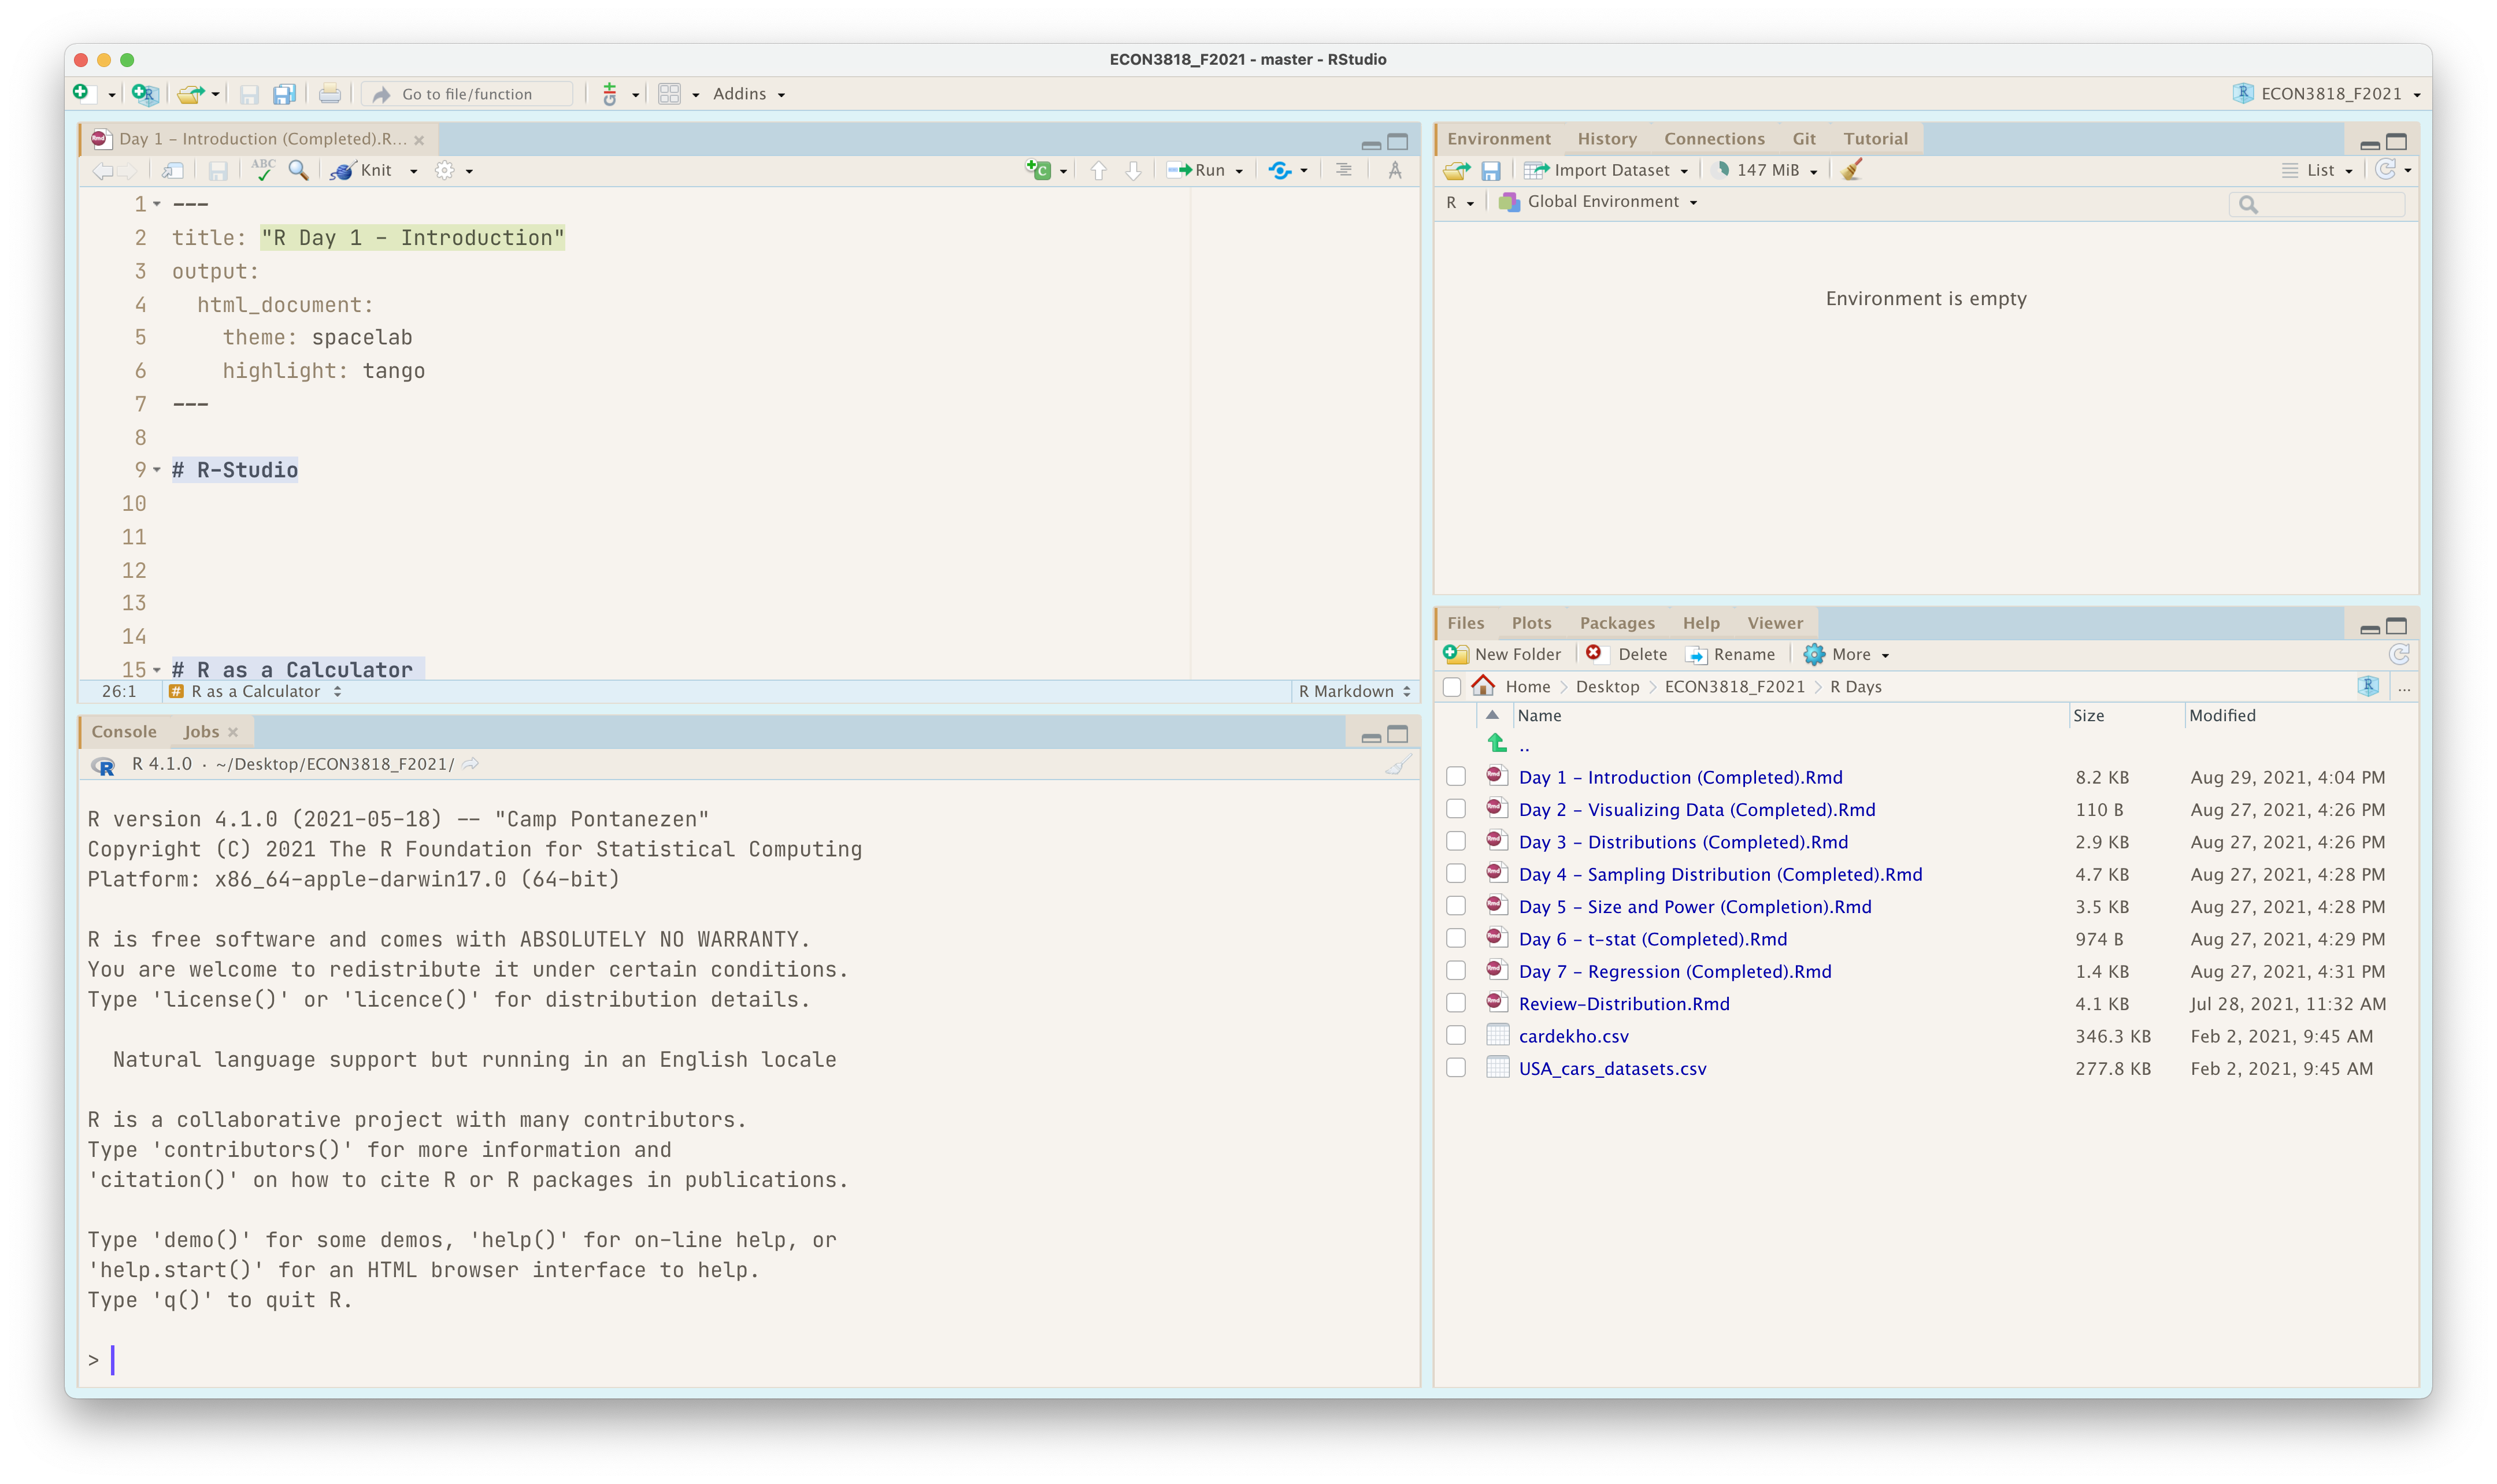 ECON3818_F2021 - master - RStudio
Go to file/function
Addins
ECON3818_F2021
Day 1 – Introduction (Completed).R...
ABC
Knit
Run
1 ---
2 title: "R Day 1 - Introduction"
3 output:
4   html_document:
5     theme: spacelab
6     highlight: tango
7 ---
8
9 # R-Studio
10
11
12
13
14
15 # R as a Calculator
26:1 # R as a Calculator R Markdown
Console Jobs
R 4.1.0 · ~/Desktop/ECON3818_F2021/
R version 4.1.0 (2021-05-18) -- "Camp Pontanezen"
Copyright (C) 2021 The R Foundation for Statistical Computing
Platform: x86_64-apple-darwin17.0 (64-bit)
R is free software and comes with ABSOLUTELY NO WARRANTY.
You are welcome to redistribute it under certain conditions.
Type 'license()' or 'licence()' for distribution details.
  Natural language support but running in an English locale
R is a collaborative project with many contributors.
Type 'contributors()' for more information and
'citation()' on how to cite R or R packages in publications.
Type 'demo()' for some demos, 'help()' for on-line help, or
'help.start()' for an HTML browser interface to help.
Type 'q()' to quit R.
>
Environment History Connections Git Tutorial
Import Dataset 147 MiB List
R Global Environment
Environment is empty
Files Plots Packages Help Viewer
New Folder Delete Rename More
Home Desktop ECON3818_F2021 R Days ...
Name Size Modified
..
Day 1 – Introduction (Completed).Rmd 8.2 KB Aug 29, 2021, 4:04 PM
Day 2 – Visualizing Data (Completed).Rmd 110 B Aug 27, 2021, 4:26 PM
Day 3 – Distributions (Completed).Rmd 2.9 KB Aug 27, 2021, 4:26 PM
Day 4 – Sampling Distribution (Completed).Rmd 4.7 KB Aug 27, 2021, 4:28 PM
Day 5 – Size and Power (Completion).Rmd 3.5 KB Aug 27, 2021, 4:28 PM
Day 6 – t-stat (Completed).Rmd 974 B Aug 27, 2021, 4:29 PM
Day 7 – Regression (Completed).Rmd 1.4 KB Aug 27, 2021, 4:31 PM
Review-Distribution.Rmd 4.1 KB Jul 28, 2021, 11:32 AM
cardekho.csv 346.3 KB Feb 2, 2021, 9:45 AM
USA_cars_datasets.csv 277.8 KB Feb 2, 2021, 9:45 AM